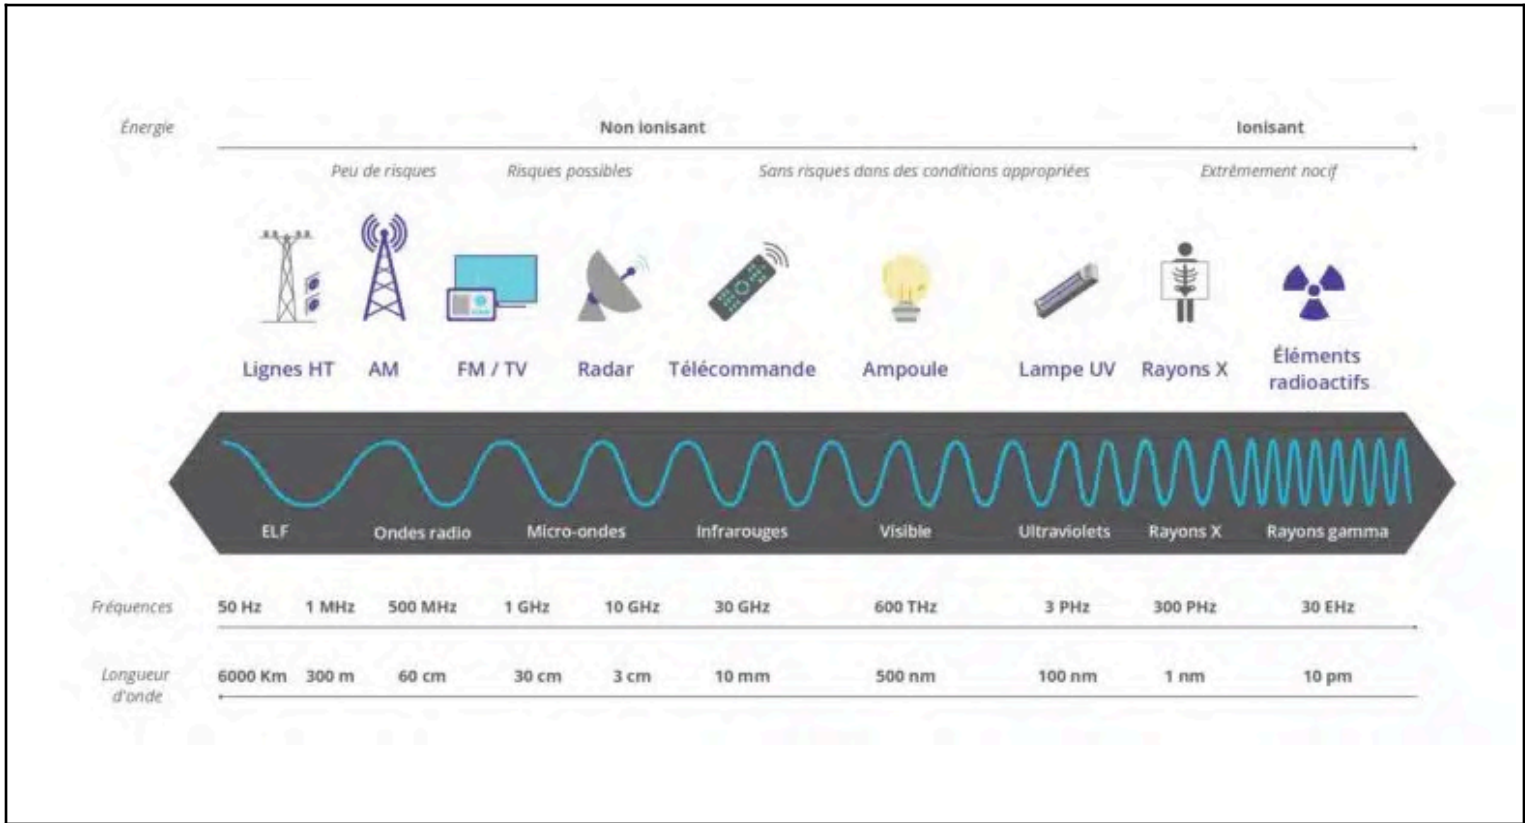 Énergie
Non ionisant
Ionisant
Peu de risques
Risques possibles
Sans risques dans des conditions appropriées
Extrêmement nocif
Lignes HT
AM
FM / TV
Radar
Télécommande
Ampoule
Lampe UV
Rayons X
Éléments
radioactifs
ELF
Ondes radio
Micro-ondes
Infrarouges
Visible
Ultraviolets
Rayons X
Rayons gamma
Fréquences
50 Hz
1 MHz
500 MHz
1 GHz
10 GHz
30 GHz
600 THz
3 PHz
300 PHz
30 EHz
Longueur
d'onde
6000 Km
300 m
60 cm
30 cm
3 cm
10 mm
500 nm
100 nm
1 nm
10 pm